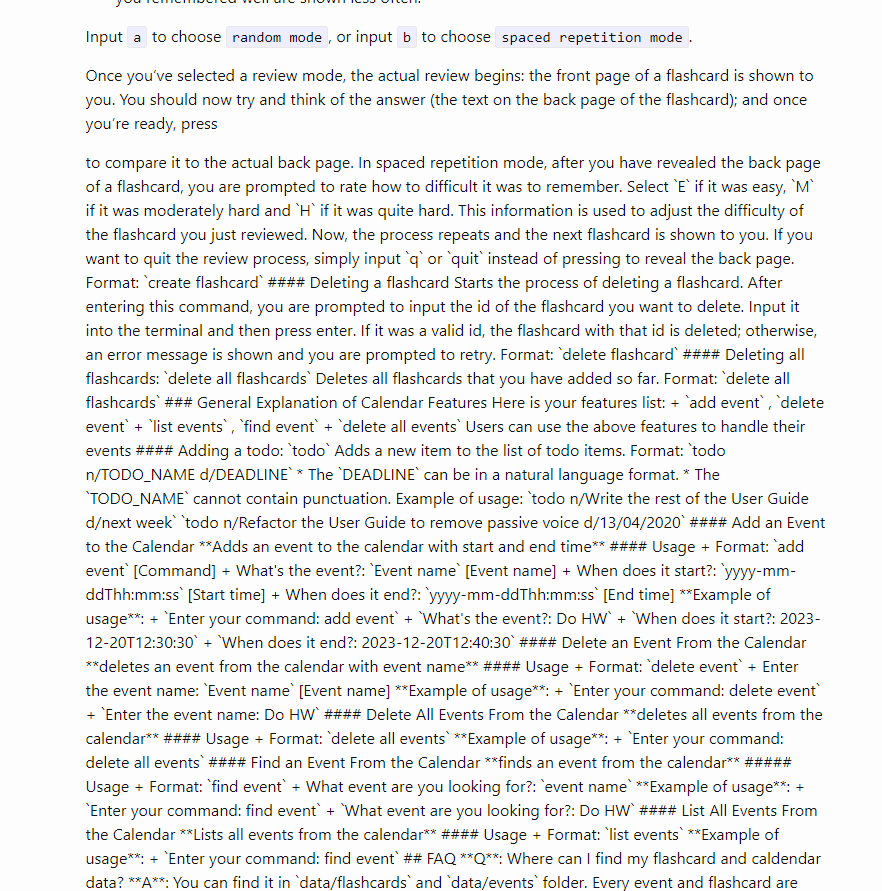 you remembered well are shown less often.
Input a to choose random mode, or input b to choose spaced repetition mode.
Once you've selected a review mode, the actual review begins: the front page of a flashcard is shown to
you. You should now try and think of the answer (the text on the back page of the flashcard); and once
you're ready, press
to compare it to the actual back page. In spaced repetition mode, after you have revealed the back page
of a flashcard, you are prompted to rate how to difficult it was to remember. Select `E` if it was easy, `M`
if it was moderately hard and `H` if it was quite hard. This information is used to adjust the difficulty of
the flashcard you just reviewed. Now, the process repeats and the next flashcard is shown to you. If you
want to quit the review process, simply input `q` or `quit` instead of pressing to reveal the back page.
Format: `create flashcard` #### Deleting a flashcard Starts the process of deleting a flashcard. After
entering this command, you are prompted to input the id of the flashcard you want to delete. Input it
into the terminal and then press enter. If it was a valid id, the flashcard with that id is deleted; otherwise,
an error message is shown and you are prompted to retry. Format: `delete flashcard` #### Deleting all
flashcards: `delete all flashcards` Deletes all flashcards that you have added so far. Format: `delete all
flashcards` ### General Explanation of Calendar Features Here is your features list: + `add event` , `delete
event` + `list events` , `find event` + `delete all events` Users can use the above features to handle their
events #### Adding a todo: `todo` Adds a new item to the list of todo items. Format: `todo
n/TODO_NAME d/DEADLINE` * The `DEADLINE` can be in a natural language format. * The
`TODO_NAME` cannot contain punctuation. Example of usage: `todo n/Write the rest of the User Guide
d/next week` `todo n/Refactor the User Guide to remove passive voice d/13/04/2020` #### Add an Event
to the Calendar **Adds an event to the calendar with start and end time** #### Usage + Format: `add
event` [Command] + What's the event?: `Event name` [Event name] + When does it start?: `yyyy-mm-
ddThh:mm:ss` [Start time] + When does it end?: `yyyy-mm-ddThh:mm:ss` [End time] **Example of
usage**: + `Enter your command: add event` + `What's the event?: Do HW` + `When does it start?: 2023-
12-20T12:30:30` + `When does it end?: 2023-12-20T12:40:30` #### Delete an Event From the Calendar
**deletes an event from the calendar with event name** #### Usage + Format: `delete event` + Enter
the event name: `Event name` [Event name] **Example of usage**: + `Enter your command: delete event`
+ `Enter the event name: Do HW` #### Delete All Events From the Calendar **deletes all events from the
calendar** #### Usage + Format: `delete all events` **Example of usage**: + `Enter your command:
delete all events` #### Find an Event From the Calendar **finds an event from the calendar** #####
Usage + Format: `find event` + What event are you looking for?: `event name` **Example of usage**: +
`Enter your command: find event` + `What event are you looking for?: Do HW` #### List All Events From
the Calendar **Lists all events from the calendar** #### Usage + Format: `list events` **Example of
usage**: + `Enter your command: find event` ## FAQ **Q**: Where can I find my flashcard and caldendar
data? **A**: You can find it in `data/flashcards` and `data/events` folder. Every event and flashcard are